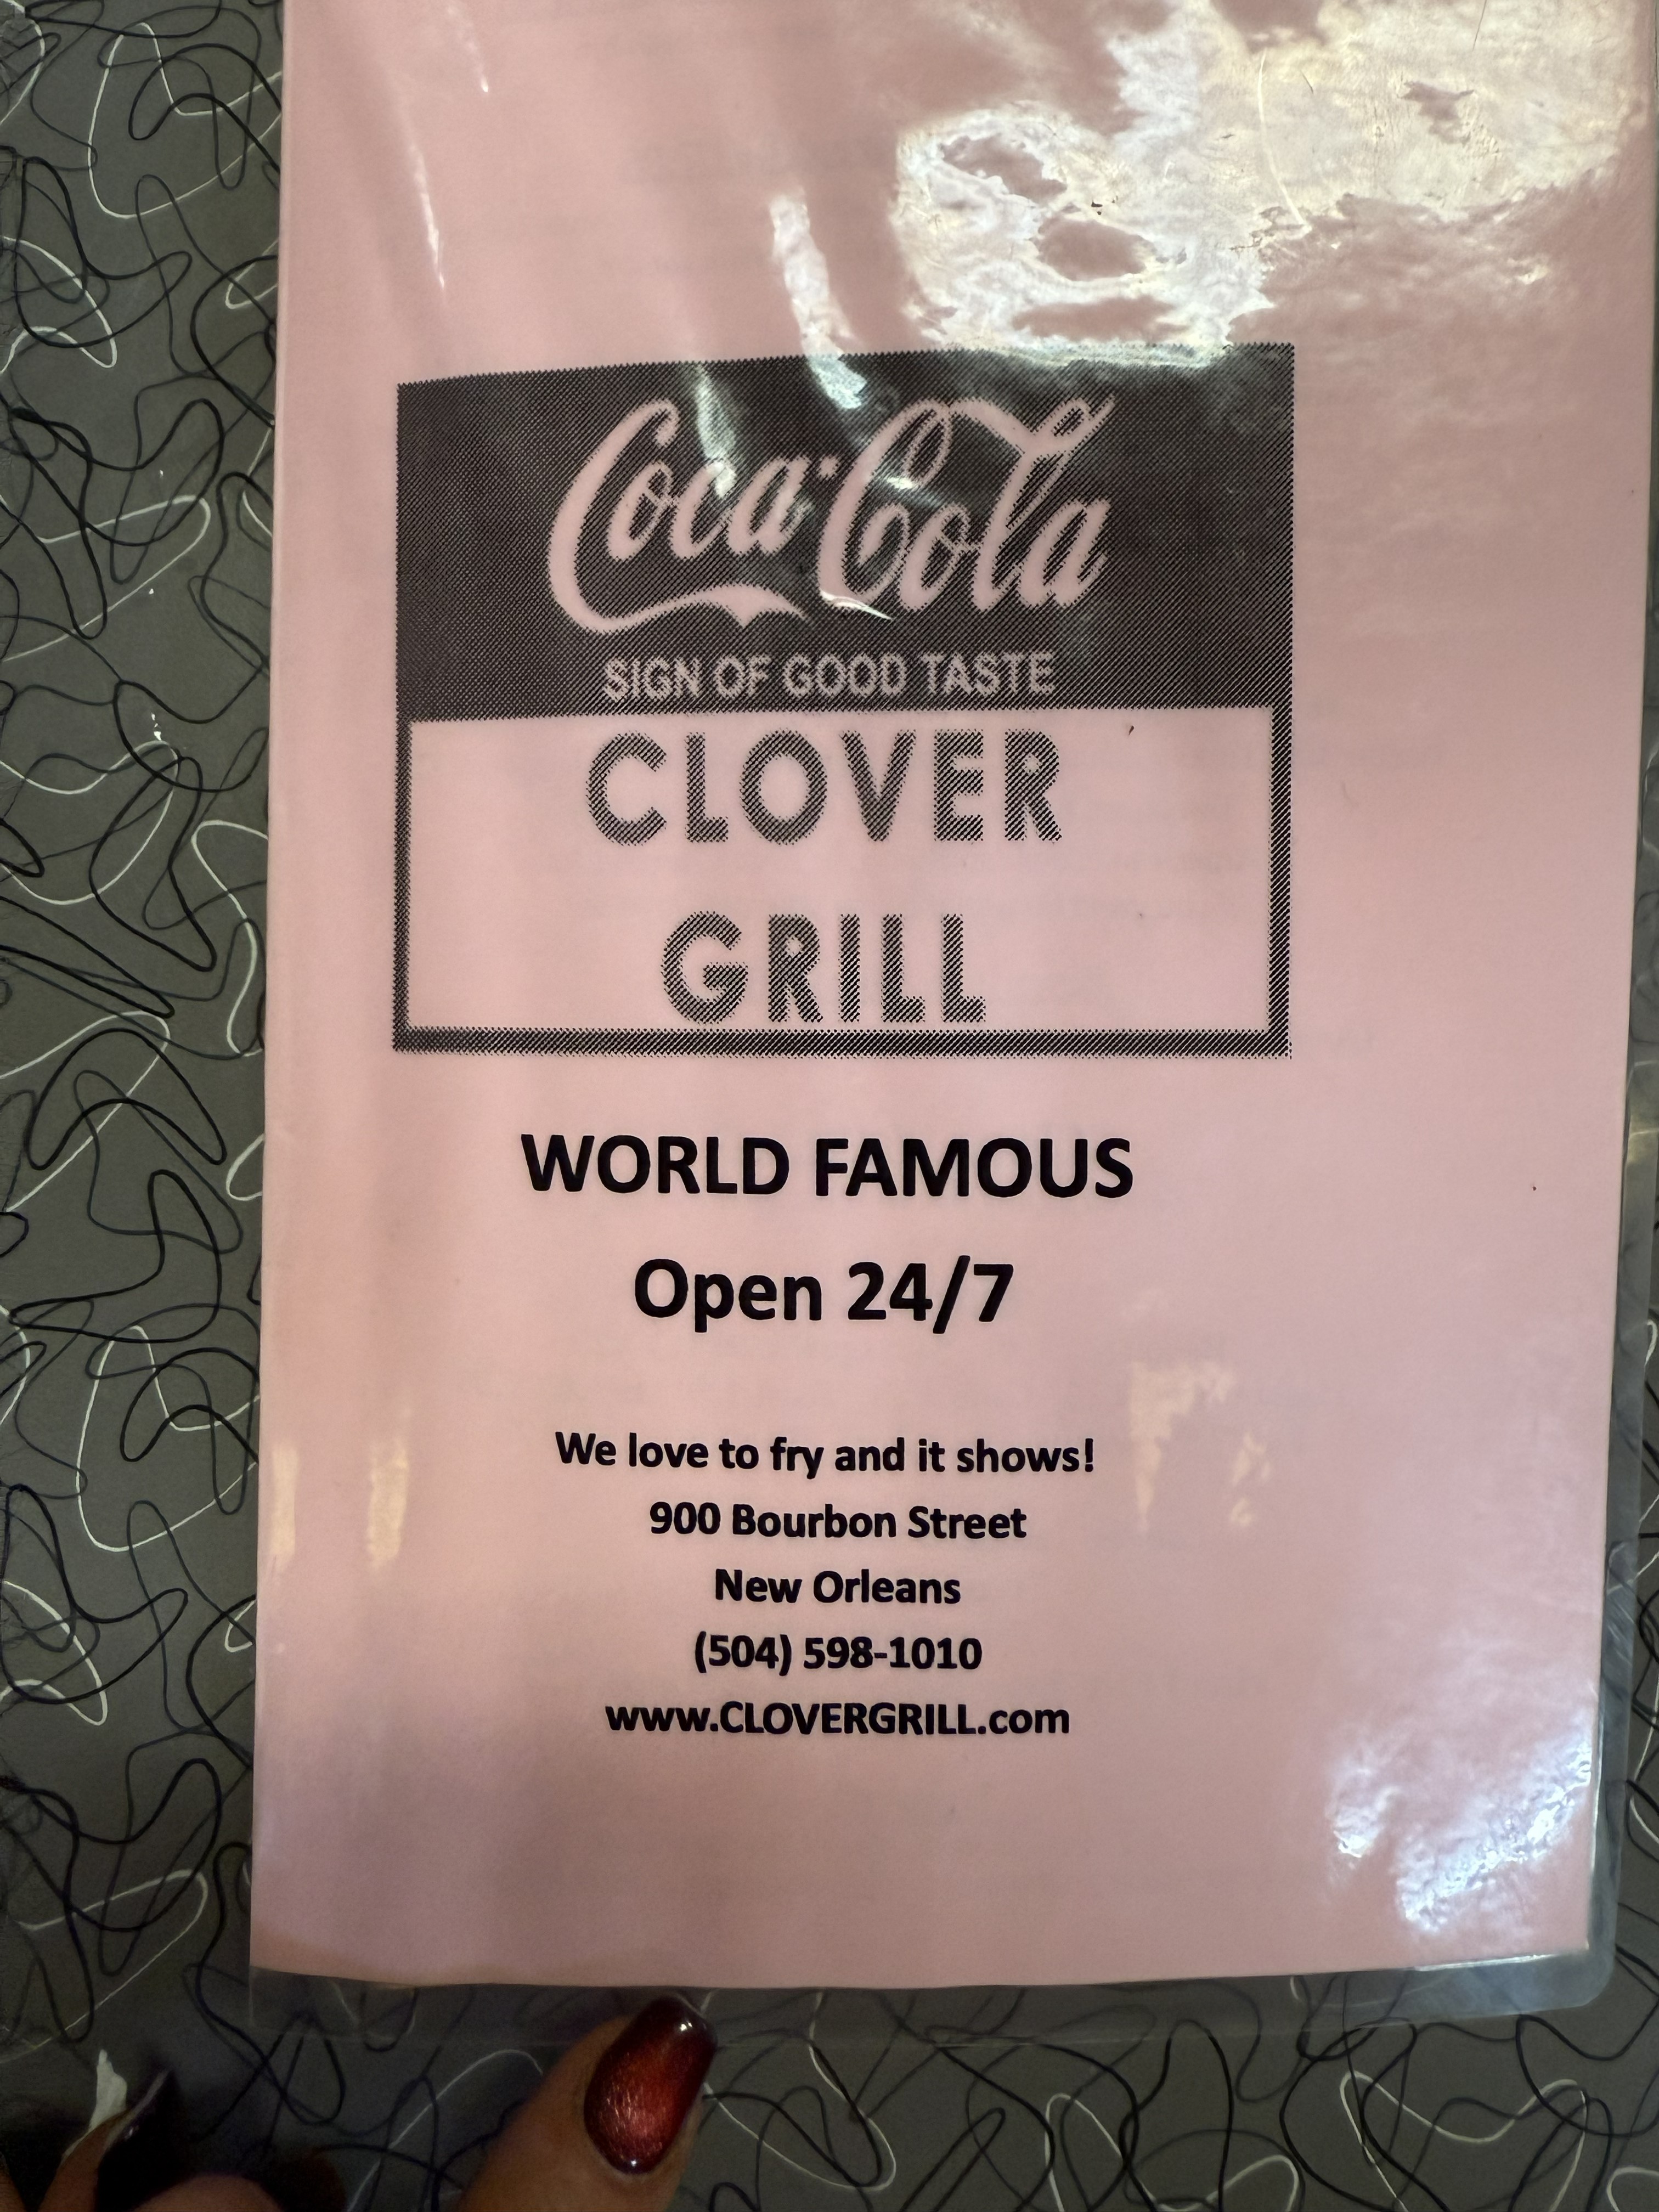 Coca-Cola
SIGN OF GOOD TASTE
CLOVER
GRILL
WORLD FAMOUS
Open 24/7
We love to fry and it shows!
900 Bourbon Street
New Orleans
(504) 598-1010
www.CLOVERGRILL.com